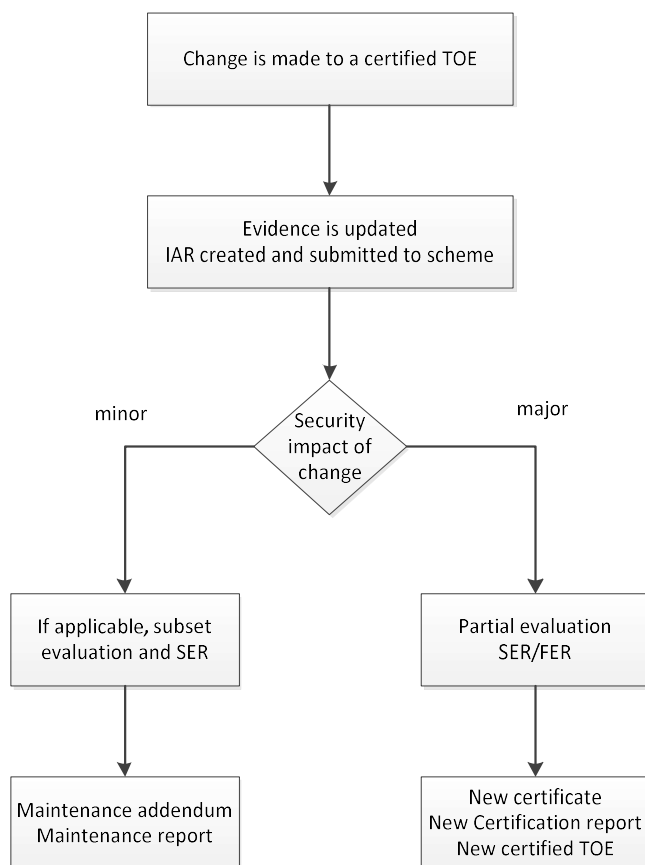 Change is made to a certified TOE
Evidence is updated
IAR created and submitted to scheme
minor
major
Security
impact of
change
If applicable, subset
evaluation and SER
Partial evaluation
SER/FER
Maintenance addendum
Maintenance report
New certificate
New Certification report
New certified TOE